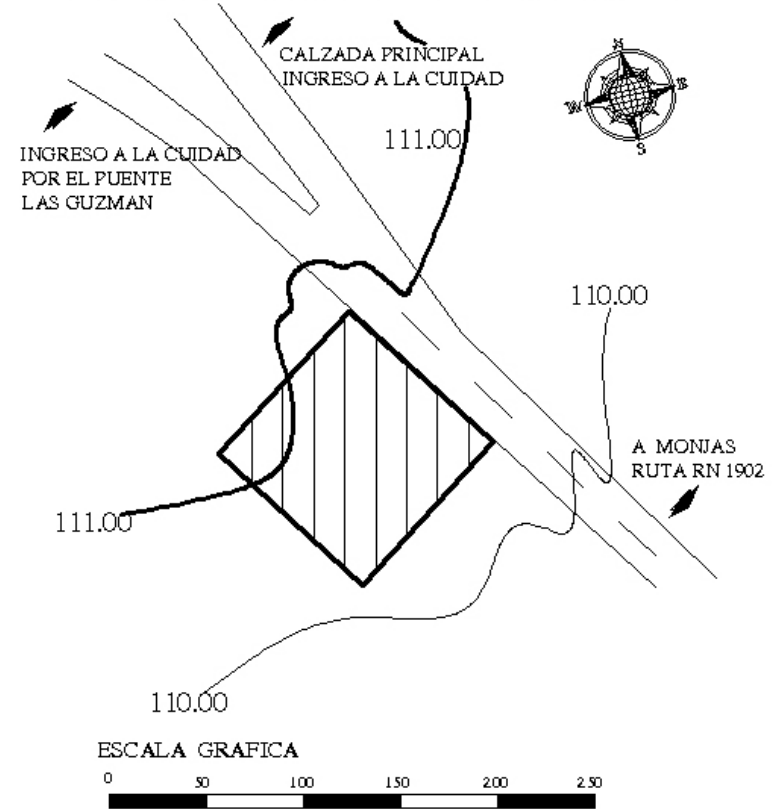 CALZADA PRINCIPAL
INGRESO A LA CUIDAD
N
E
W
S
111.00
INGRESO A LA CUIDAD
POR EL PUENTE
LAS GUZMAN
110.00
A MONJAS
RUTA RN 1902
111.00
110.00
ESCALA GRAFICA
0 50 100 150 200 250